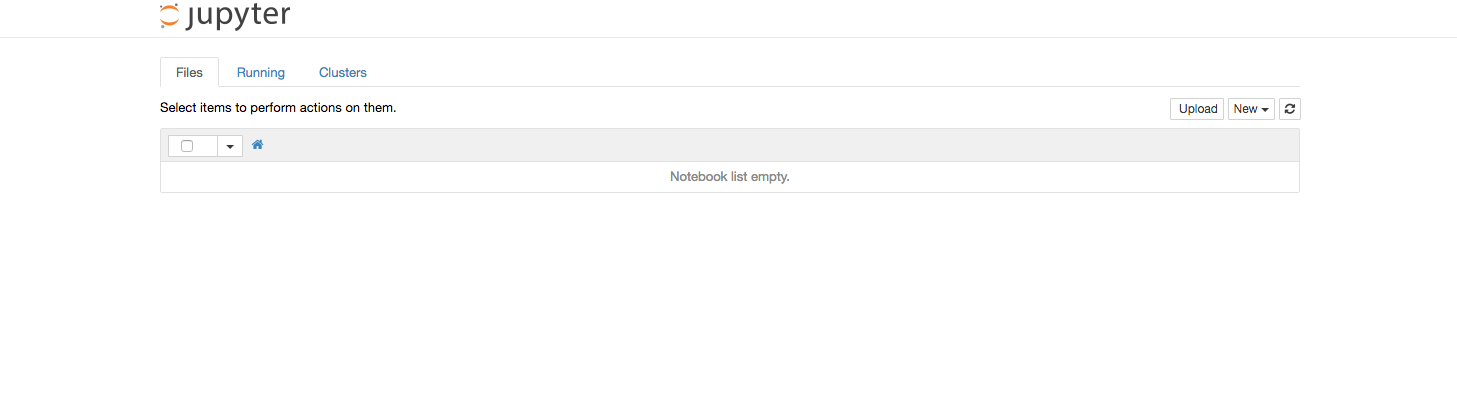 jupyter
Files Running Clusters
Select items to perform actions on them. Upload New
Notebook list empty.